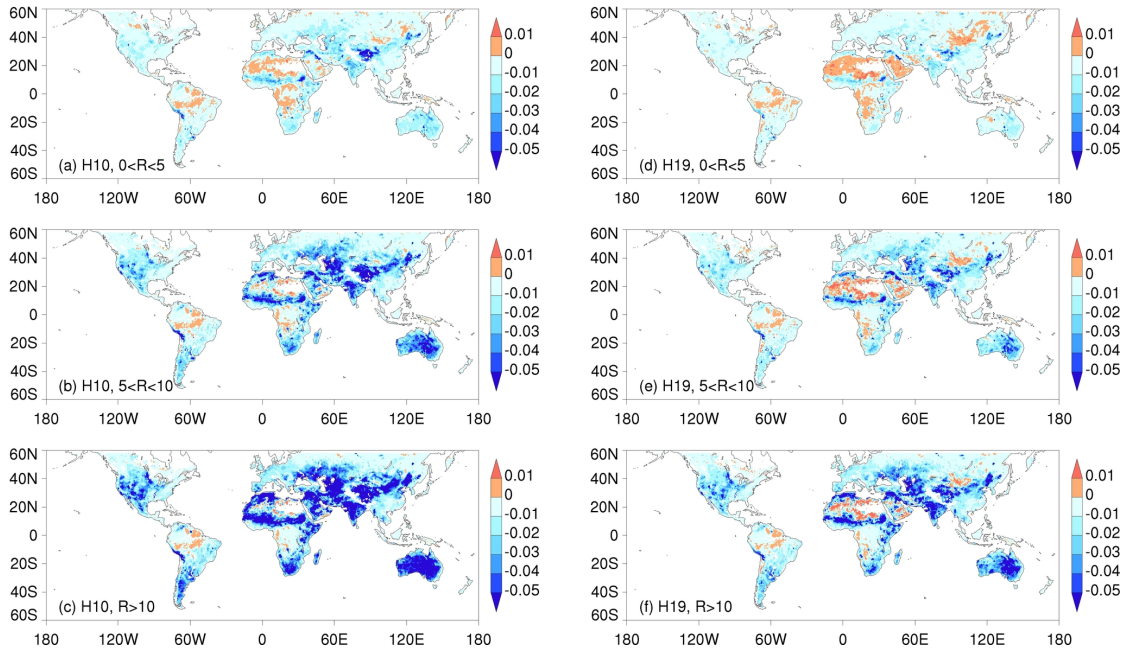 60N
40N
20N
0
20S
40S
60S
(a) H10, 0<R<5
180 120W 60W 0 60E 120E 180
0.01
0
-0.01
-0.02
-0.03
-0.04
-0.05
60N
40N
20N
0
20S
40S
60S
(d) H19, 0<R<5
180 120W 60W 0 60E 120E 180
0.01
0
-0.01
-0.02
-0.03
-0.04
-0.05
60N
40N
20N
0
20S
40S
60S
(b) H10, 5<R<10
180 120W 60W 0 60E 120E 180
0.01
0
-0.01
-0.02
-0.03
-0.04
-0.05
60N
40N
20N
0
20S
40S
60S
(e) H19, 5<R<10
180 120W 60W 0 60E 120E 180
0.01
0
-0.01
-0.02
-0.03
-0.04
-0.05
60N
40N
20N
0
20S
40S
60S
(c) H10, R>10
180 120W 60W 0 60E 120E 180
0.01
0
-0.01
-0.02
-0.03
-0.04
-0.05
60N
40N
20N
0
20S
40S
60S
(f) H19, R>10
180 120W 60W 0 60E 120E 180
0.01
0
-0.01
-0.02
-0.03
-0.04
-0.05